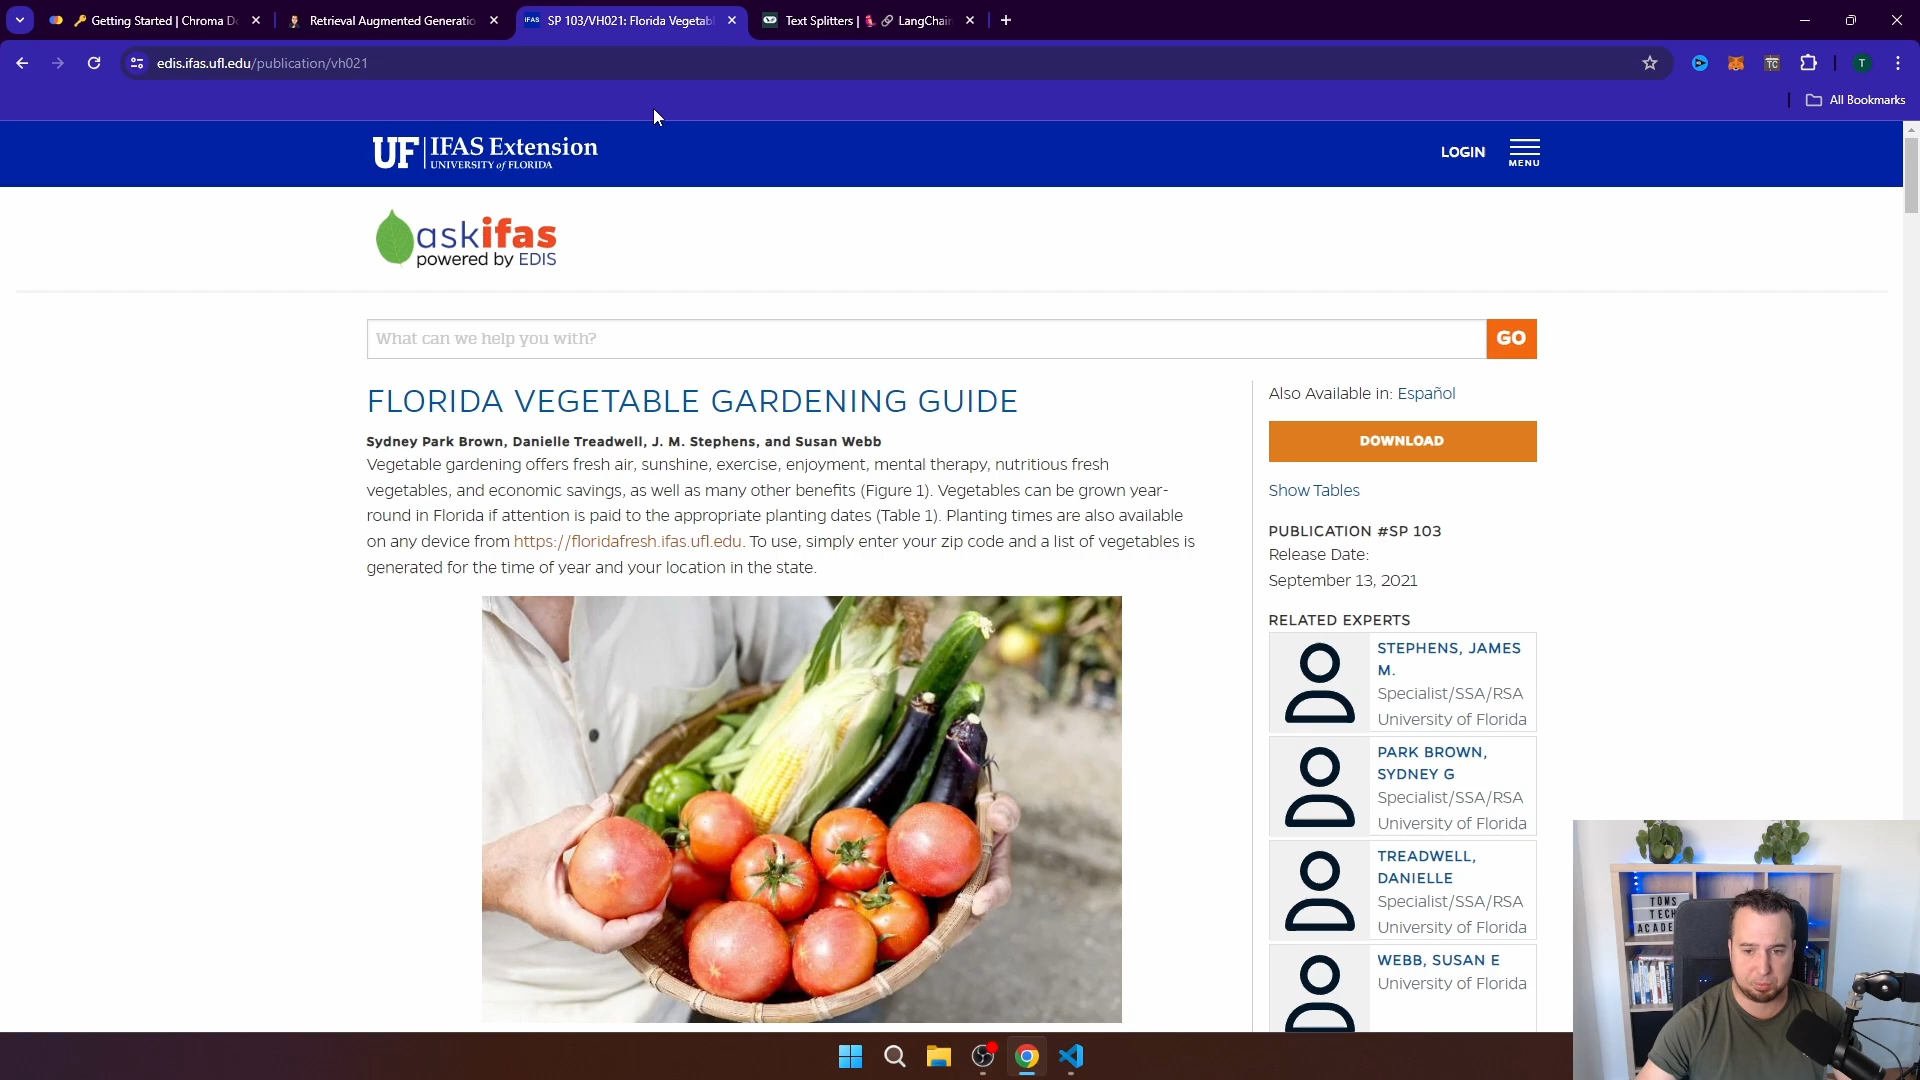 🔑 Getting Started | Chroma D
Retrieval Augmented Generatio
IFAS SP 103/VH021: Florida Vegetab
Text Splitters | 🦜🔗 LangChain
edis.ifas.ufl.edu/publication/vh021
TC
T
All Bookmarks
UF IFAS Extension
UNIVERSITY of FLORIDA
LOGIN
MENU
askifas
powered by EDIS
What can we help you with?
GO
FLORIDA VEGETABLE GARDENING GUIDE
Sydney Park Brown, Danielle Treadwell, J. M. Stephens, and Susan Webb
Vegetable gardening offers fresh air, sunshine, exercise, enjoyment, mental therapy, nutritious fresh
vegetables, and economic savings, as well as many other benefits (Figure 1). Vegetables can be grown year-
round in Florida if attention is paid to the appropriate planting dates (Table 1). Planting times are also available
on any device from https://floridafresh.ifas.ufl.edu. To use, simply enter your zip code and a list of vegetables is
generated for the time of year and your location in the state.
Also Available in: Español
DOWNLOAD
Show Tables
PUBLICATION #SP 103
Release Date:
September 13, 2021
RELATED EXPERTS
STEPHENS, JAMES
M.
Specialist/SSA/RSA
University of Florida
PARK BROWN,
SYDNEY G
Specialist/SSA/RSA
University of Florida
TREADWELL,
DANIELLE
Specialist/SSA/RSA
University of Florida
WEBB, SUSAN E
University of Florida
TOMS
TECH
ACADE